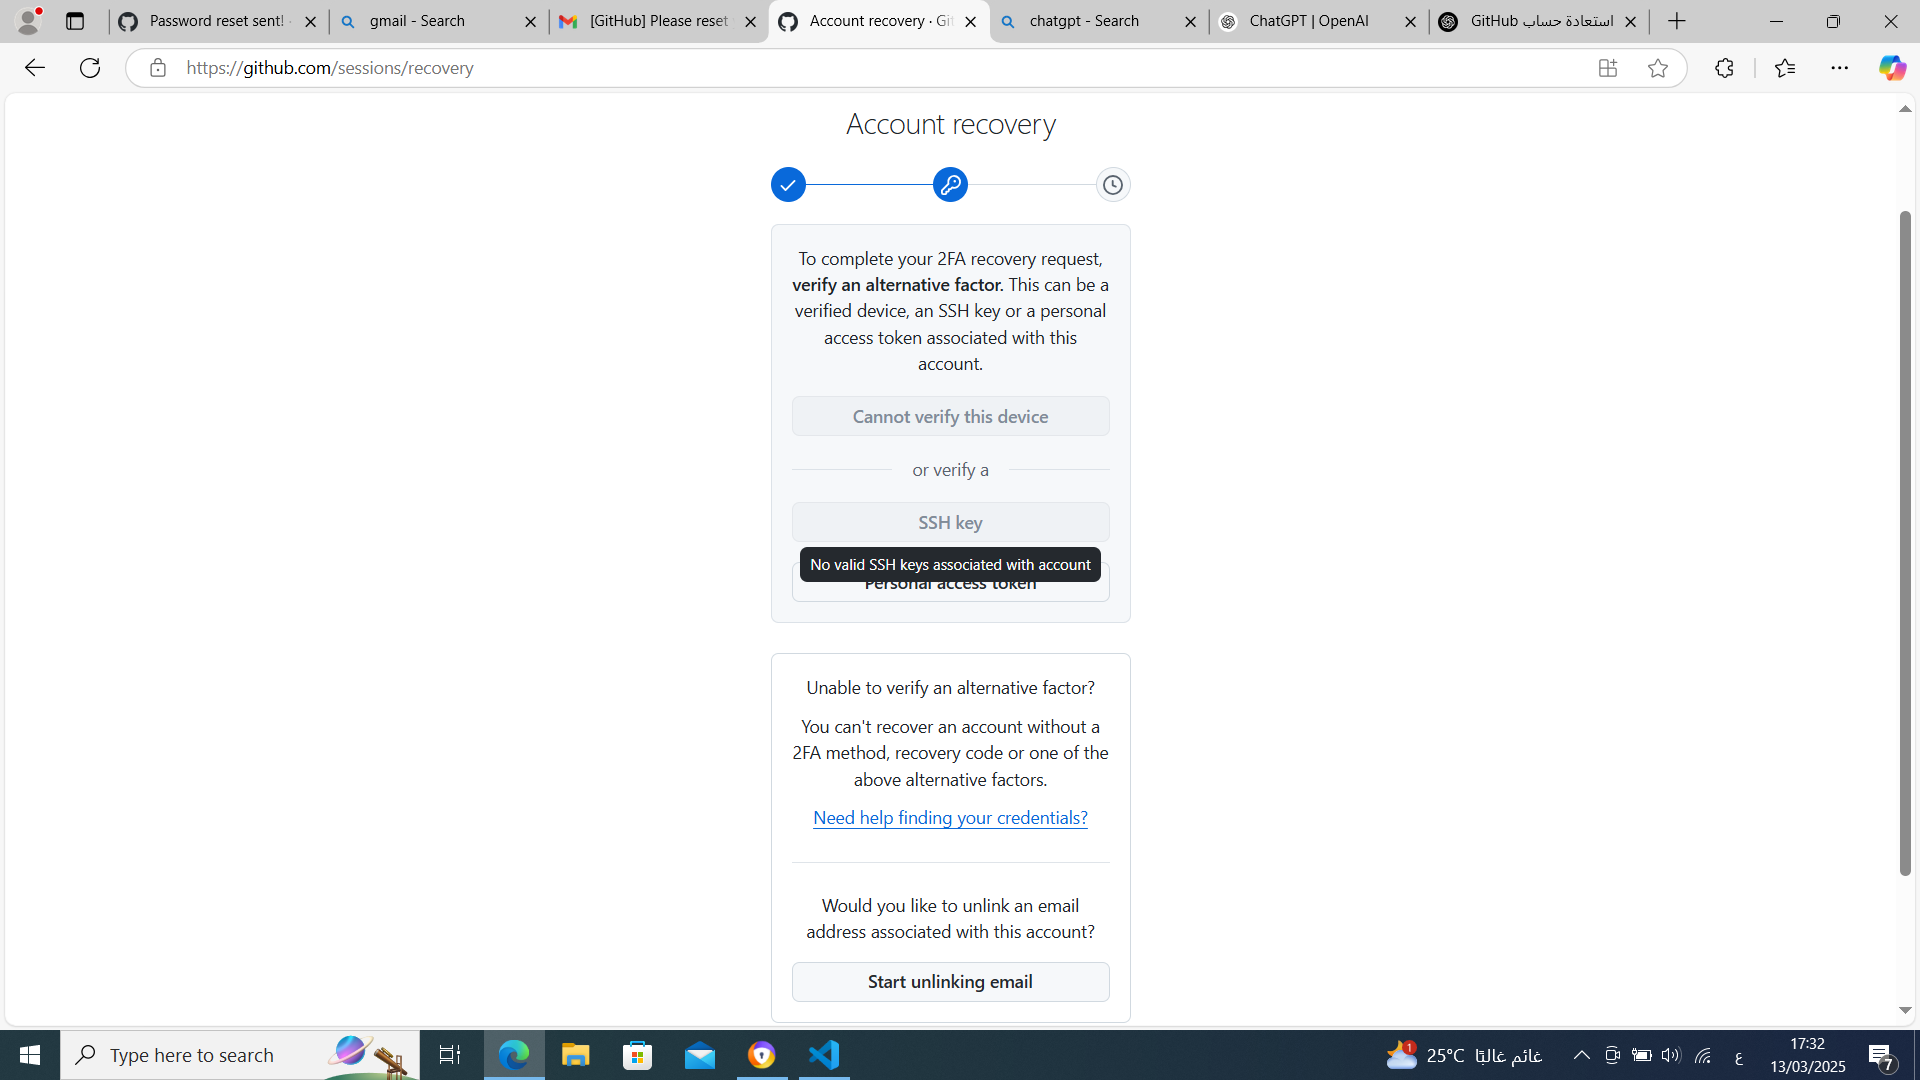 Password reset sent! ·
gmail - Search
[GitHub] Please reset
Account recovery · Git
chatgpt - Search
ChatGPT | OpenAI
استعادة حساب GitHub
https://github.com/sessions/recovery
Account recovery
To complete your 2FA recovery request,
verify an alternative factor. This can be a
verified device, an SSH key or a personal
access token associated with this
account.
Cannot verify this device
or verify a
SSH key
No valid SSH keys associated with account
Personal access token
Unable to verify an alternative factor?
You can't recover an account without a
2FA method, recovery code or one of the
above alternative factors.
Need help finding your credentials?
Would you like to unlink an email
address associated with this account?
Start unlinking email
Type here to search
1
25°C غائم غالبًا
ع
17:32
13/03/2025
7